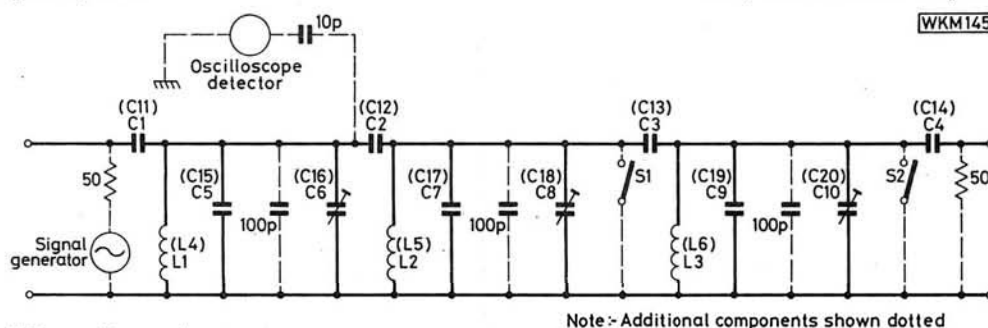 10p
WKM145
Oscilloscope
detector
(C11)
C1
(C12)
C2
(C13)
C3
(C14)
C4
50
(C15)
C5
(C16)
C6
(C17)
C7
(C18)
C8
S1
(C19)
C9
(C20)
C10
S2
50
100p
100p
100p
Signal
generator
(L4)
L1
(L5)
L2
(L6)
L3
Note:- Additional components shown dotted